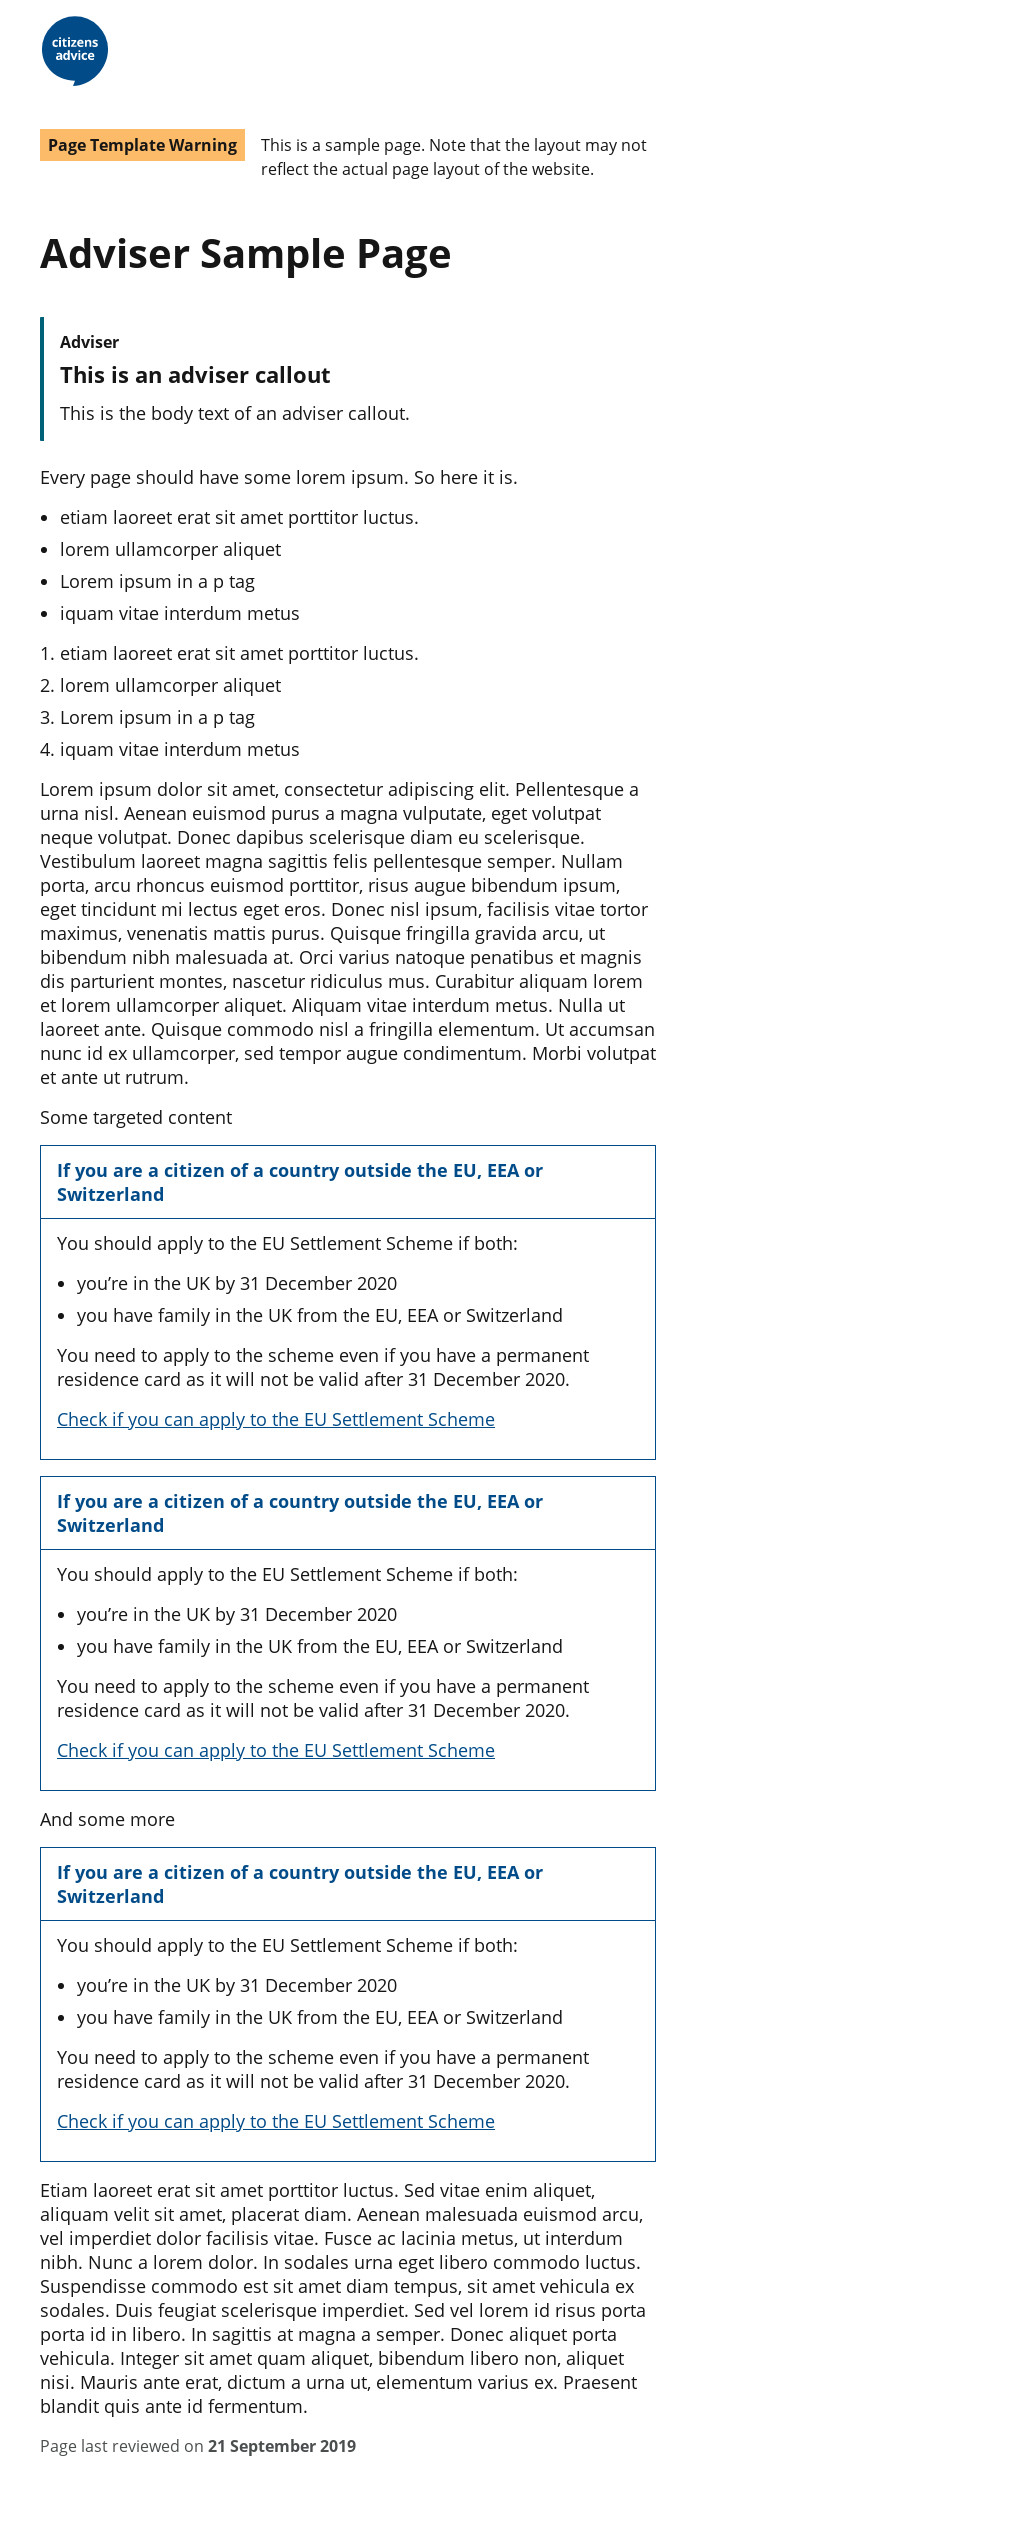 citizens
advice
Page Template Warning
This is a sample page. Note that the layout may not
reflect the actual page layout of the website.
Adviser Sample Page
Adviser
This is an adviser callout
This is the body text of an adviser callout.
Every page should have some lorem ipsum. So here it is.
• etiam laoreet erat sit amet porttitor luctus.
• lorem ullamcorper aliquet
• Lorem ipsum in a p tag
• iquam vitae interdum metus
1. etiam laoreet erat sit amet porttitor luctus.
2. lorem ullamcorper aliquet
3. Lorem ipsum in a p tag
4. iquam vitae interdum metus
Lorem ipsum dolor sit amet, consectetur adipiscing elit. Pellentesque a
urna nisl. Aenean euismod purus a magna vulputate, eget volutpat
neque volutpat. Donec dapibus scelerisque diam eu scelerisque.
Vestibulum laoreet magna sagittis felis pellentesque semper. Nullam
porta, arcu rhoncus euismod porttitor, risus augue bibendum ipsum,
eget tincidunt mi lectus eget eros. Donec nisl ipsum, facilisis vitae tortor
maximus, venenatis mattis purus. Quisque fringilla gravida arcu, ut
bibendum nibh malesuada at. Orci varius natoque penatibus et magnis
dis parturient montes, nascetur ridiculus mus. Curabitur aliquam lorem
et lorem ullamcorper aliquet. Aliquam vitae interdum metus. Nulla ut
laoreet ante. Quisque commodo nisl a fringilla elementum. Ut accumsan
nunc id ex ullamcorper, sed tempor augue condimentum. Morbi volutpat
et ante ut rutrum.
Some targeted content
If you are a citizen of a country outside the EU, EEA or
Switzerland
You should apply to the EU Settlement Scheme if both:
• you’re in the UK by 31 December 2020
• you have family in the UK from the EU, EEA or Switzerland
You need to apply to the scheme even if you have a permanent
residence card as it will not be valid after 31 December 2020.
Check if you can apply to the EU Settlement Scheme
If you are a citizen of a country outside the EU, EEA or
Switzerland
You should apply to the EU Settlement Scheme if both:
• you’re in the UK by 31 December 2020
• you have family in the UK from the EU, EEA or Switzerland
You need to apply to the scheme even if you have a permanent
residence card as it will not be valid after 31 December 2020.
Check if you can apply to the EU Settlement Scheme
And some more
If you are a citizen of a country outside the EU, EEA or
Switzerland
You should apply to the EU Settlement Scheme if both:
• you’re in the UK by 31 December 2020
• you have family in the UK from the EU, EEA or Switzerland
You need to apply to the scheme even if you have a permanent
residence card as it will not be valid after 31 December 2020.
Check if you can apply to the EU Settlement Scheme
Etiam laoreet erat sit amet porttitor luctus. Sed vitae enim aliquet,
aliquam velit sit amet, placerat diam. Aenean malesuada euismod arcu,
vel imperdiet dolor facilisis vitae. Fusce ac lacinia metus, ut interdum
nibh. Nunc a lorem dolor. In sodales urna eget libero commodo luctus.
Suspendisse commodo est sit amet diam tempus, sit amet vehicula ex
sodales. Duis feugiat scelerisque imperdiet. Sed vel lorem id risus porta
porta id in libero. In sagittis at magna a semper. Donec aliquet porta
vehicula. Integer sit amet quam aliquet, bibendum libero non, aliquet
nisi. Mauris ante erat, dictum a urna ut, elementum varius ex. Praesent
blandit quis ante id fermentum.
Page last reviewed on 21 September 2019